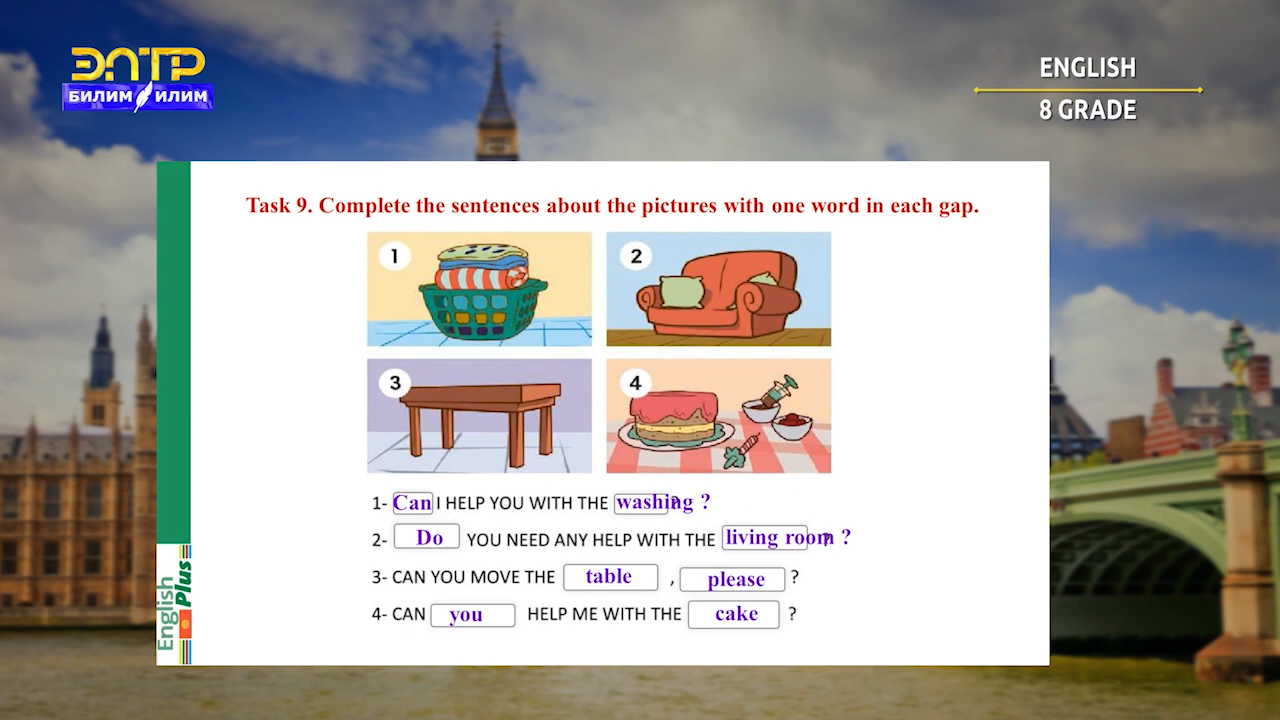 ЭЛТР
БИЛИМ ИЛИМ
ENGLISH
8 GRADE
Task 9. Complete the sentences about the pictures with one word in each gap.
1
2
3
4
1- Can I HELP YOU WITH THE washing ?
2- Do YOU NEED ANY HELP WITH THE living room ?
3- CAN YOU MOVE THE table , please ?
4- CAN you HELP ME WITH THE cake ?
English
Plus